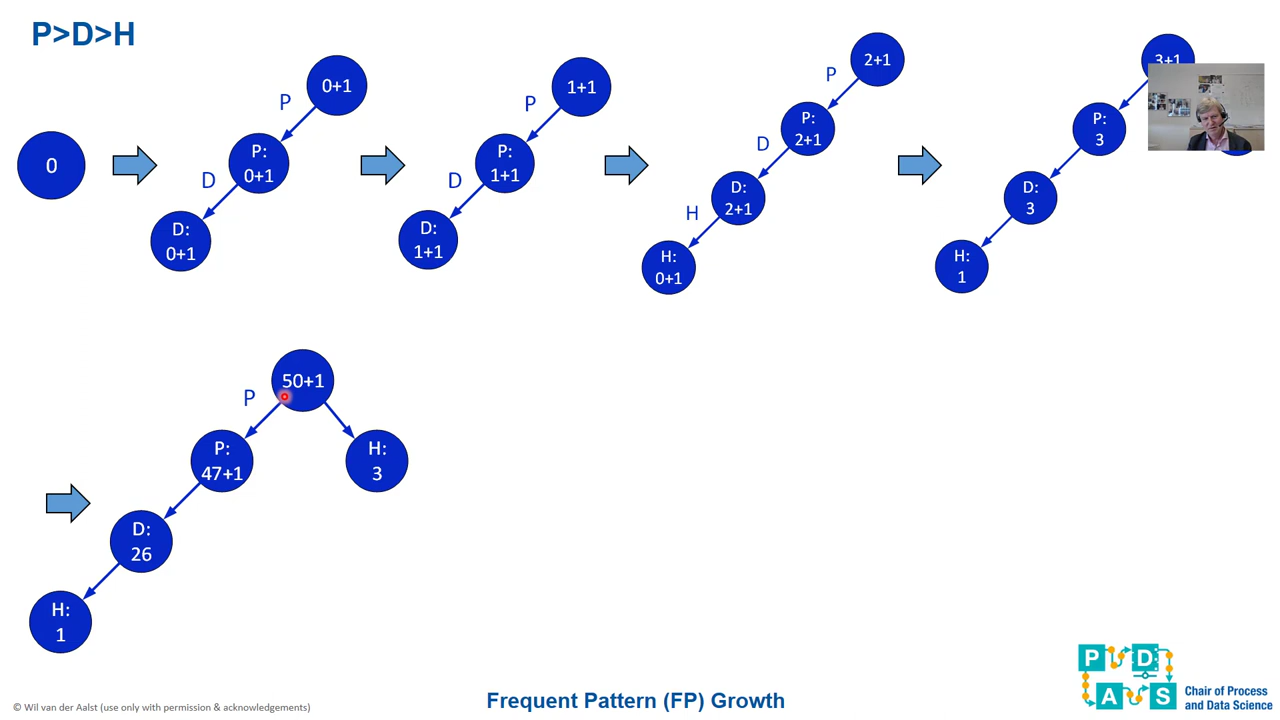 P>D>H
0
P
0+1
D
P:
0+1
D:
0+1
P
1+1
D
P:
1+1
D:
1+1
P
2+1
D
P:
2+1
H
D:
2+1
H:
0+1
3+1
P:
3
D:
3
H:
1
P
50+1
P:
47+1
H:
3
D:
26
H:
1
P D
A S
Chair of Process
and Data Science
Frequent Pattern (FP) Growth
© Wil van der Aalst (use only with permission & acknowledgements)